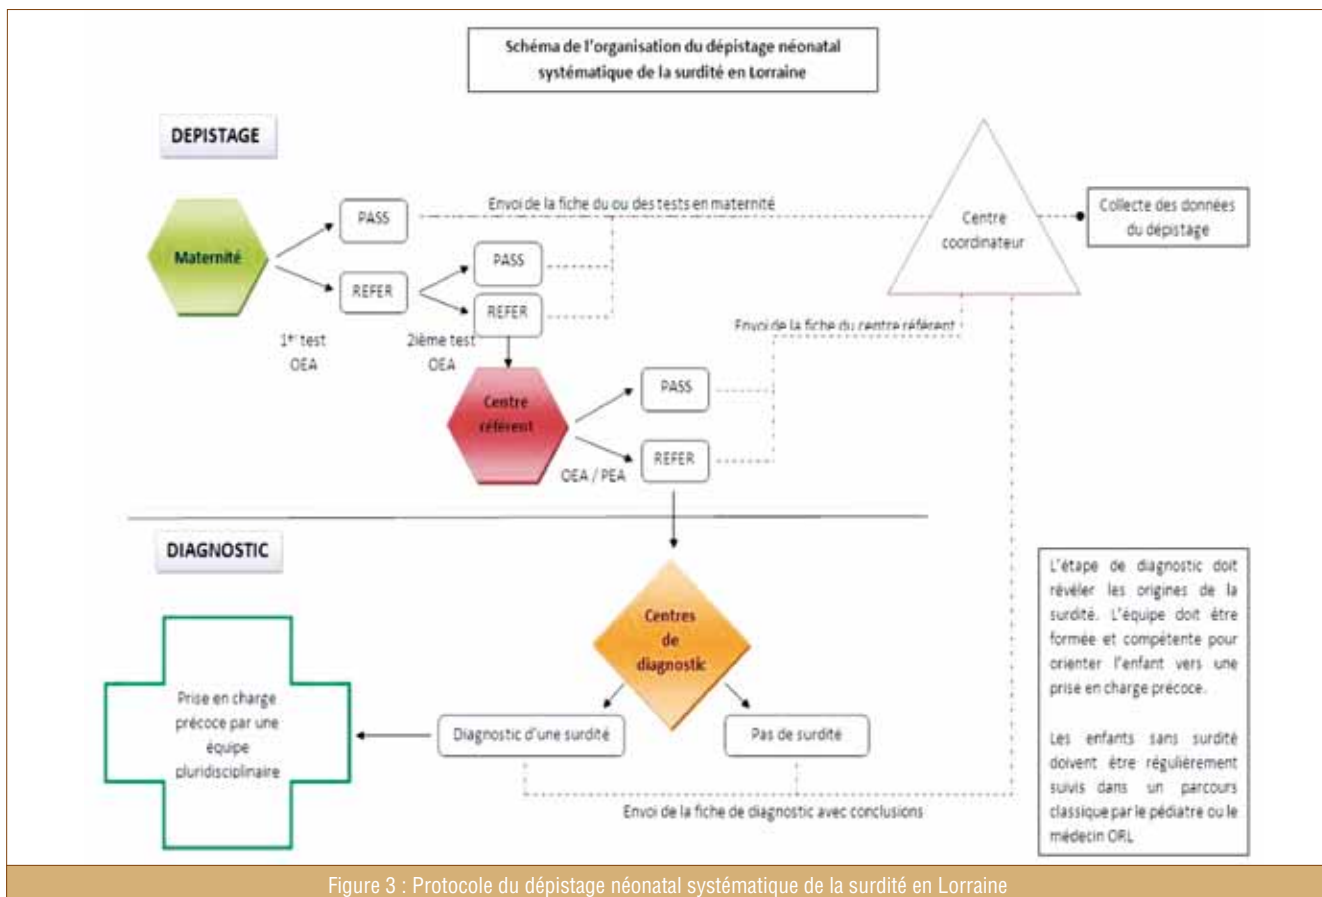 Schéma de l'organisation du dépistage néonatal
systématique de la surdité en Lorraine
DEPISTAGE
Maternité
PASS
REFER
1er test
OEA
PASS
REFER
2ième test
OEA
Envoi de la fiche du ou des tests en maternité
Centre
coordinateur
Collecte des données
du dépistage
Centre
référent
PASS
REFER
OEA / PEA
Envoi de la fiche du centre référent
DIAGNOSTIC
Centres
de
diagnostic
Diagnostic d'une surdité
Pas de surdité
Prise en charge
précoce par une
équipe
pluridisciplinaire
Envoi de la fiche de diagnostic avec conclusions
L'étape de diagnostic doit
révéler les origines de la
surdité. L'équipe doit être
formée et compétente pour
orienter l'enfant vers une
prise en charge précoce.
Les enfants sans surdité
doivent être régulièrement
suivis dans un parcours
classique par le pédiatre ou le
médecin ORL
Figure 3 : Protocole du dépistage néonatal systématique de la surdité en Lorraine